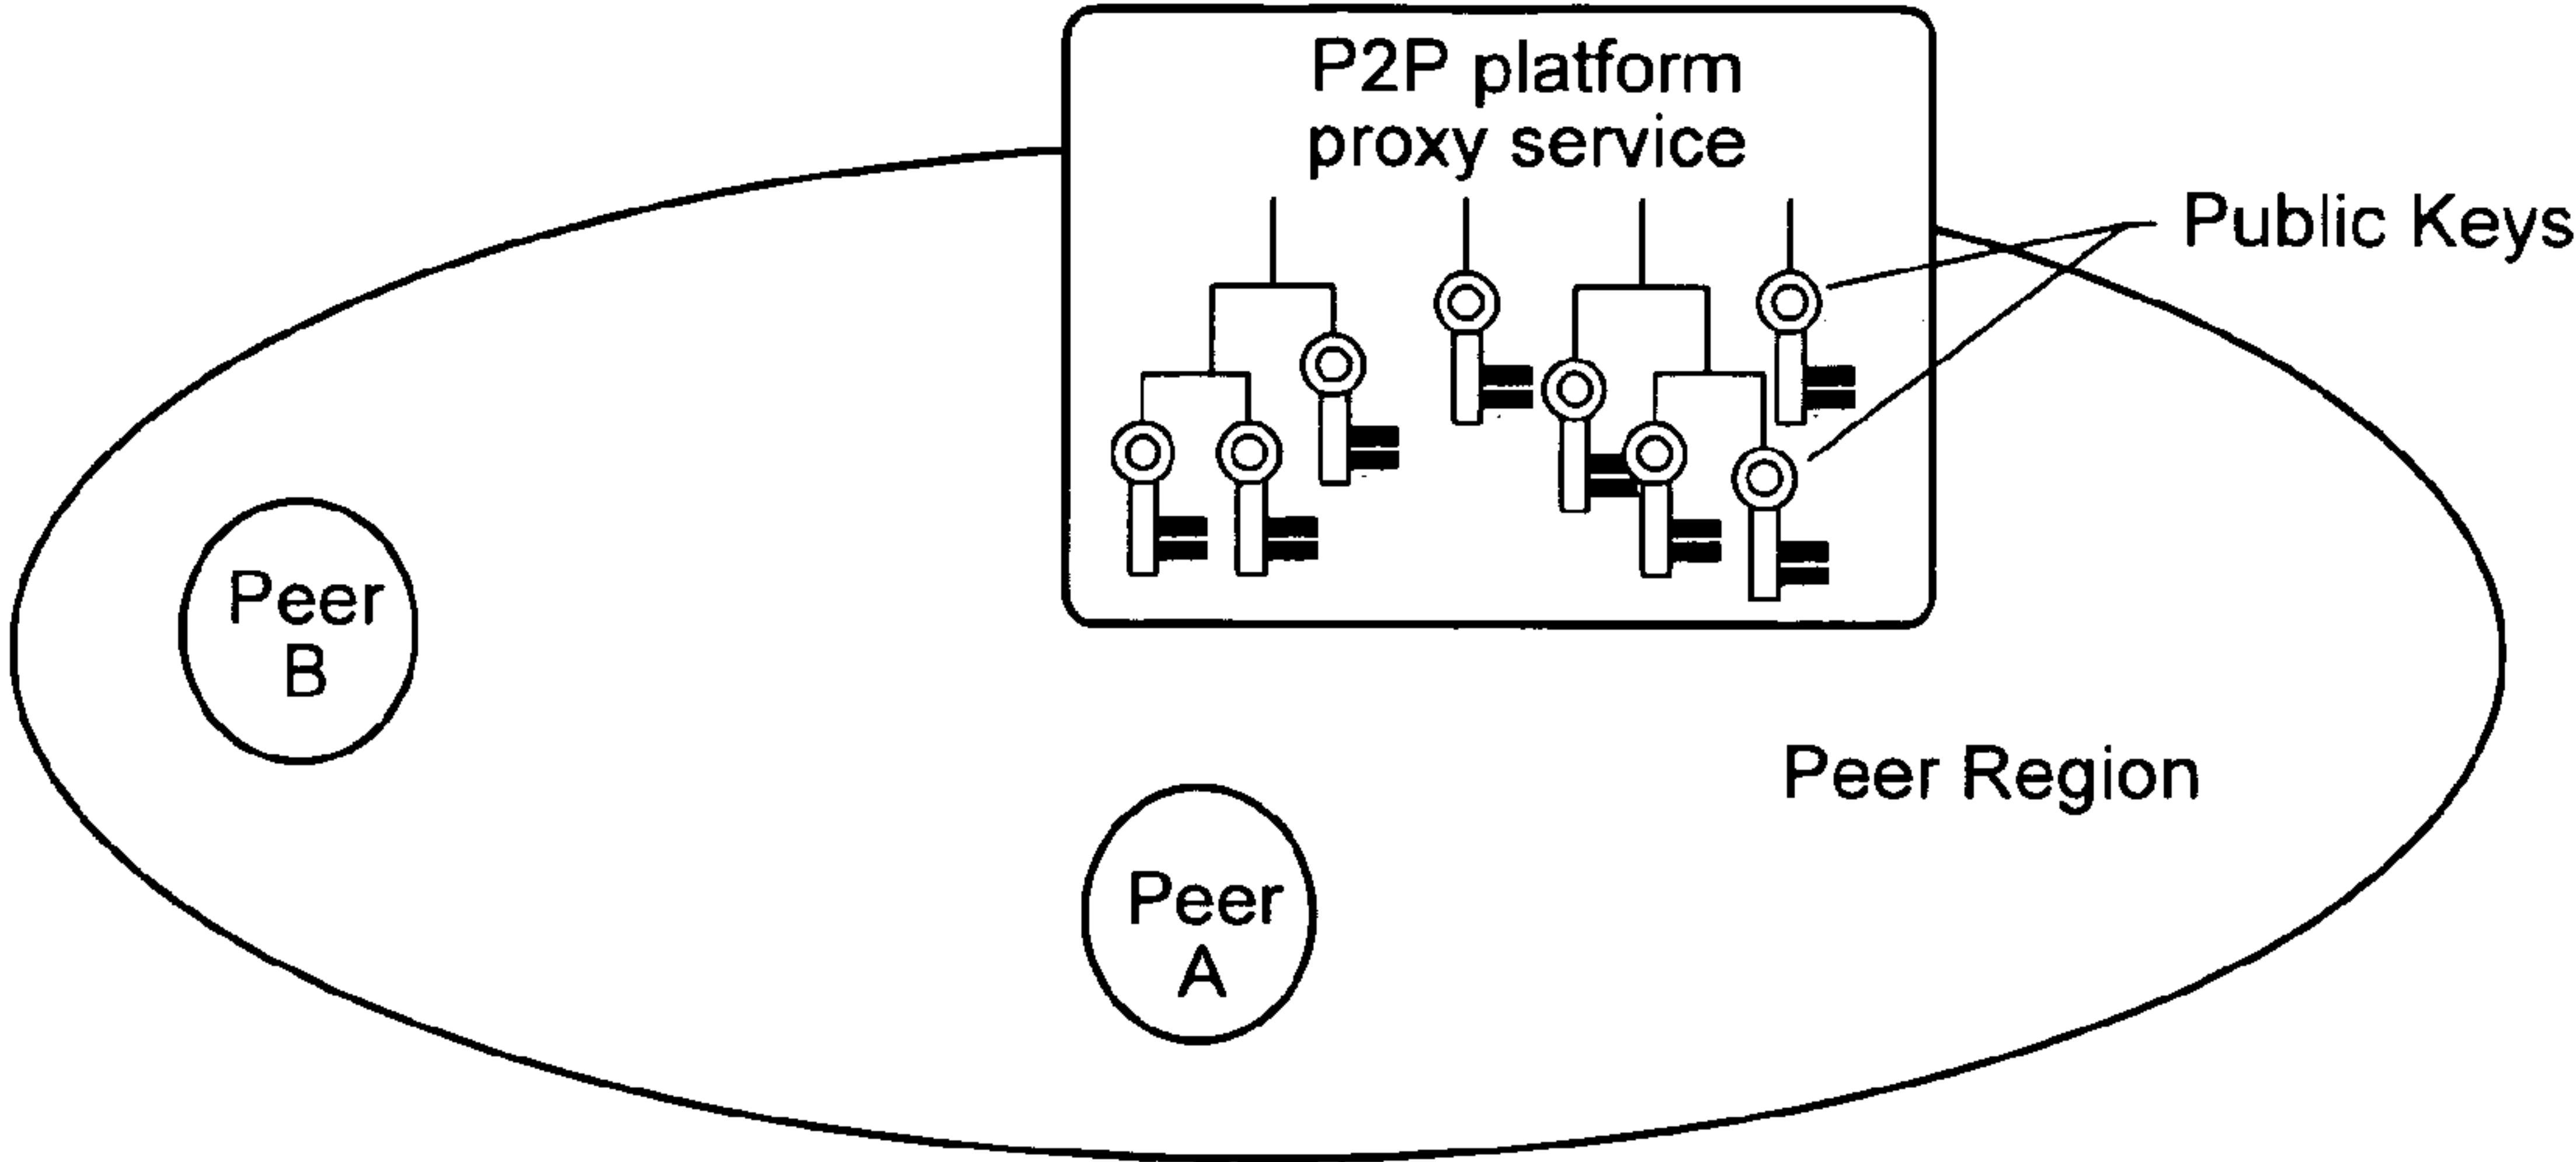 P2P platform
proxy service
Public Keys
Peer
B
Peer Region
Peer
A